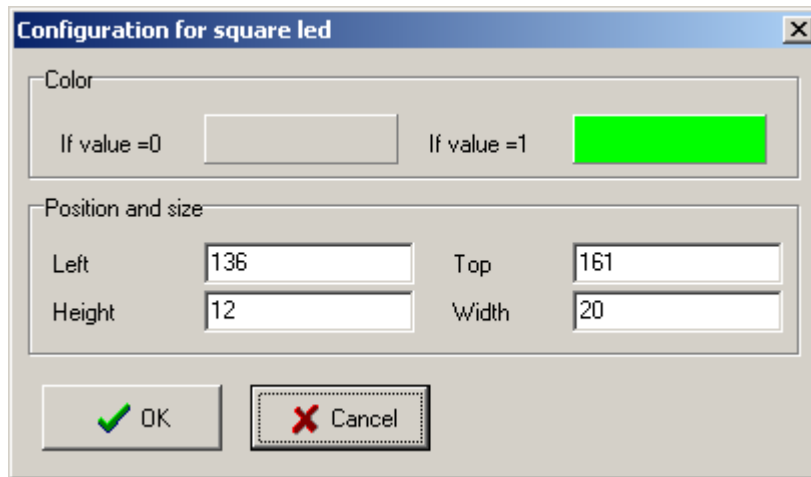 Configuration for square led
Color
If value =0
If value =1
Position and size
Left 136 Top 161
Height 12 Width 20
OK Cancel